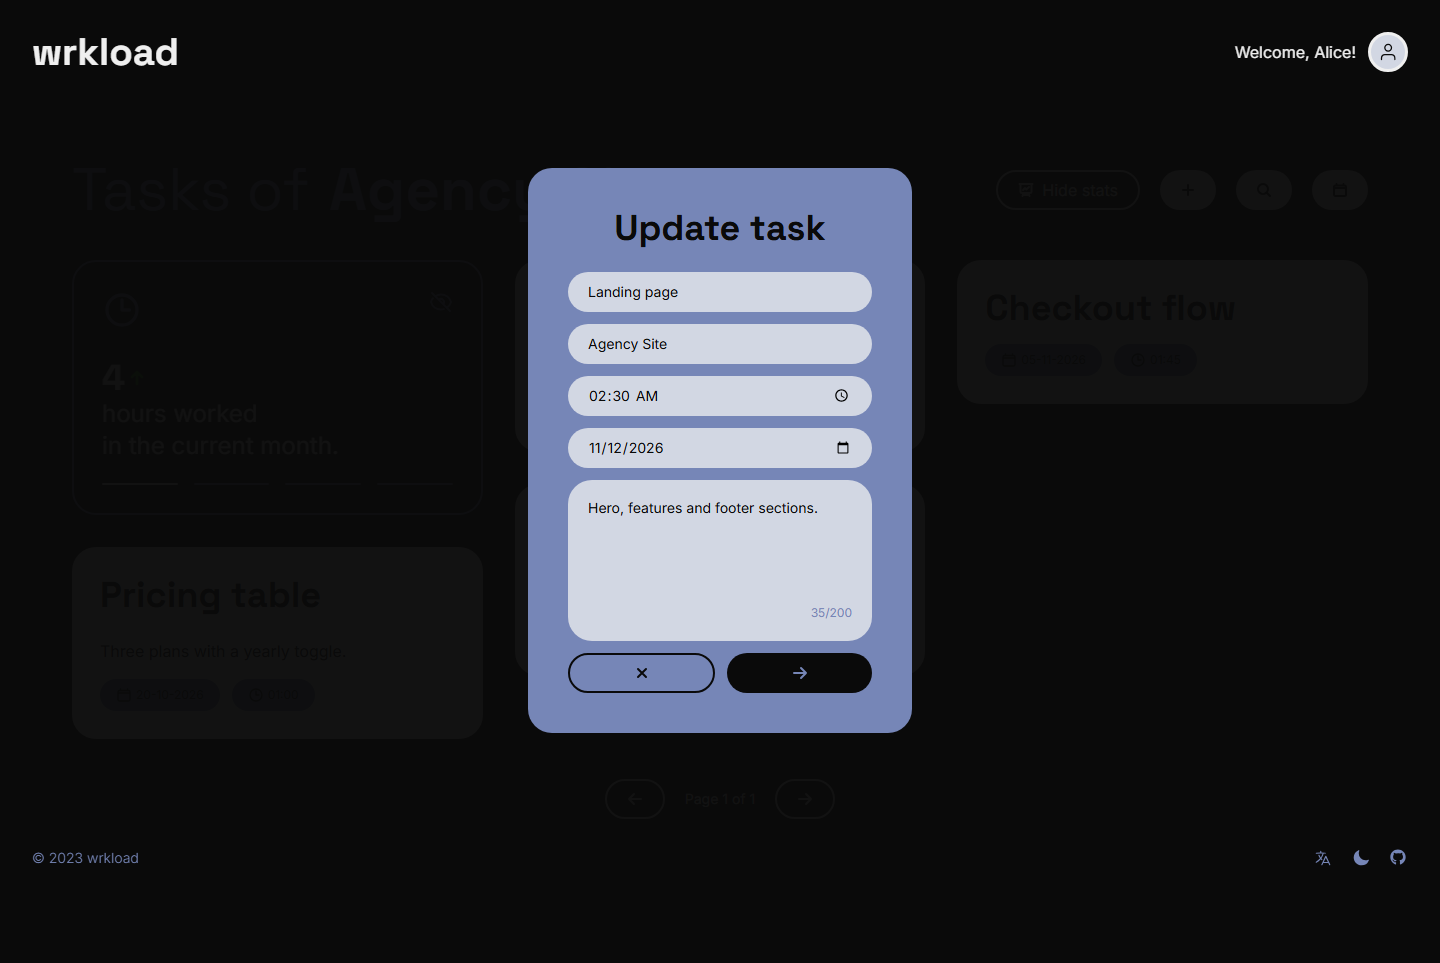 wrkload
Welcome, Alice!
Tasks of Agency
Hide stats
Update task
Landing page
Agency Site
02:30 AM
11/12/2026
Hero, features and footer sections.
35/200
4
hours worked
in the current month.
Checkout flow
Pricing table
Three plans with a yearly toggle.
Page 1 of 1
© 2023 wrkload